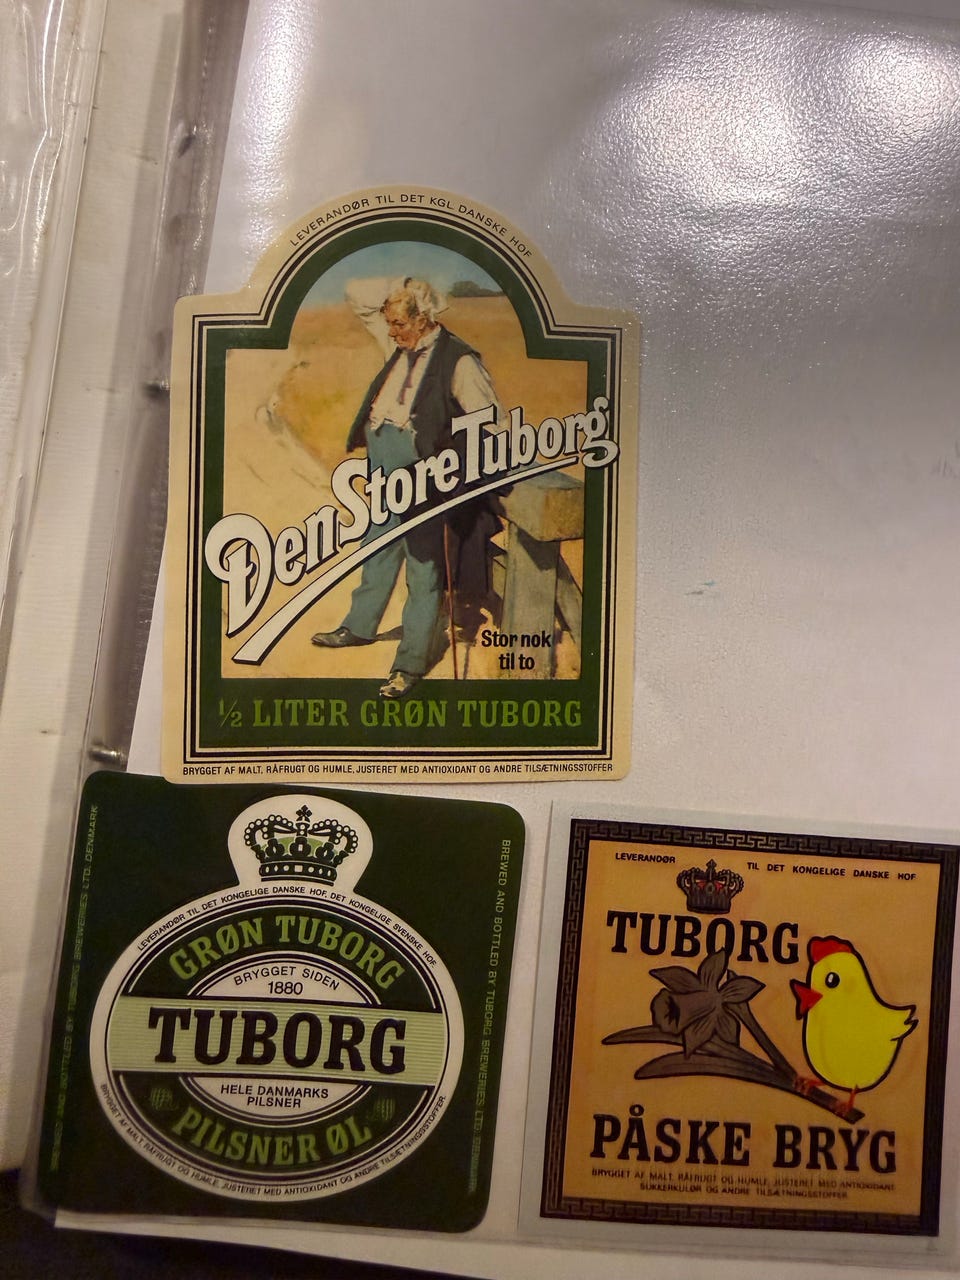 LEVERANDØR TIL DET KGL. DANSKE HOF
Den Store Tuborg
Stor nok
til to
½ LITER GRØN TUBORG
BRYGGET AF MALT, RÅFRUGT OG HUMLE, JUSTERET MED ANTIOXIDANT OG ANDRE TILSÆTNINGSSTOFFER
BREWED AND BOTTLED BY TUBORG BREWERIES LTD. DENMARK
LEVERANDØR TIL DET KONGELIGE DANSKE HOF, DET KONGELIGE SVENSKE HOF.
GRØN TUBORG
BRYGGET SIDEN
1880
TUBORG
HELE DANMARKS
PILSNER
PILSNER ØL
BRYGGET AF MALT, RÅFRUGT OG HUMLE, JUSTERET MED ANTIOXIDANT OG ANDRE TILSÆTNINGSSTOFFER.
BREWED AND BOTTLED BY TUBORG BREWERIES LTD. DENMARK
LEVERANDØR TIL DET KONGELIGE DANSKE HOF
TUBORG
PÅSKE BRYG
BRYGGET AF MALT, RÅFRUGT OG HUMLE, JUSTERET MED ANTIOXIDANT
SUKKERKULØR OG ANDRE TILSÆTNINGSSTOFFER.